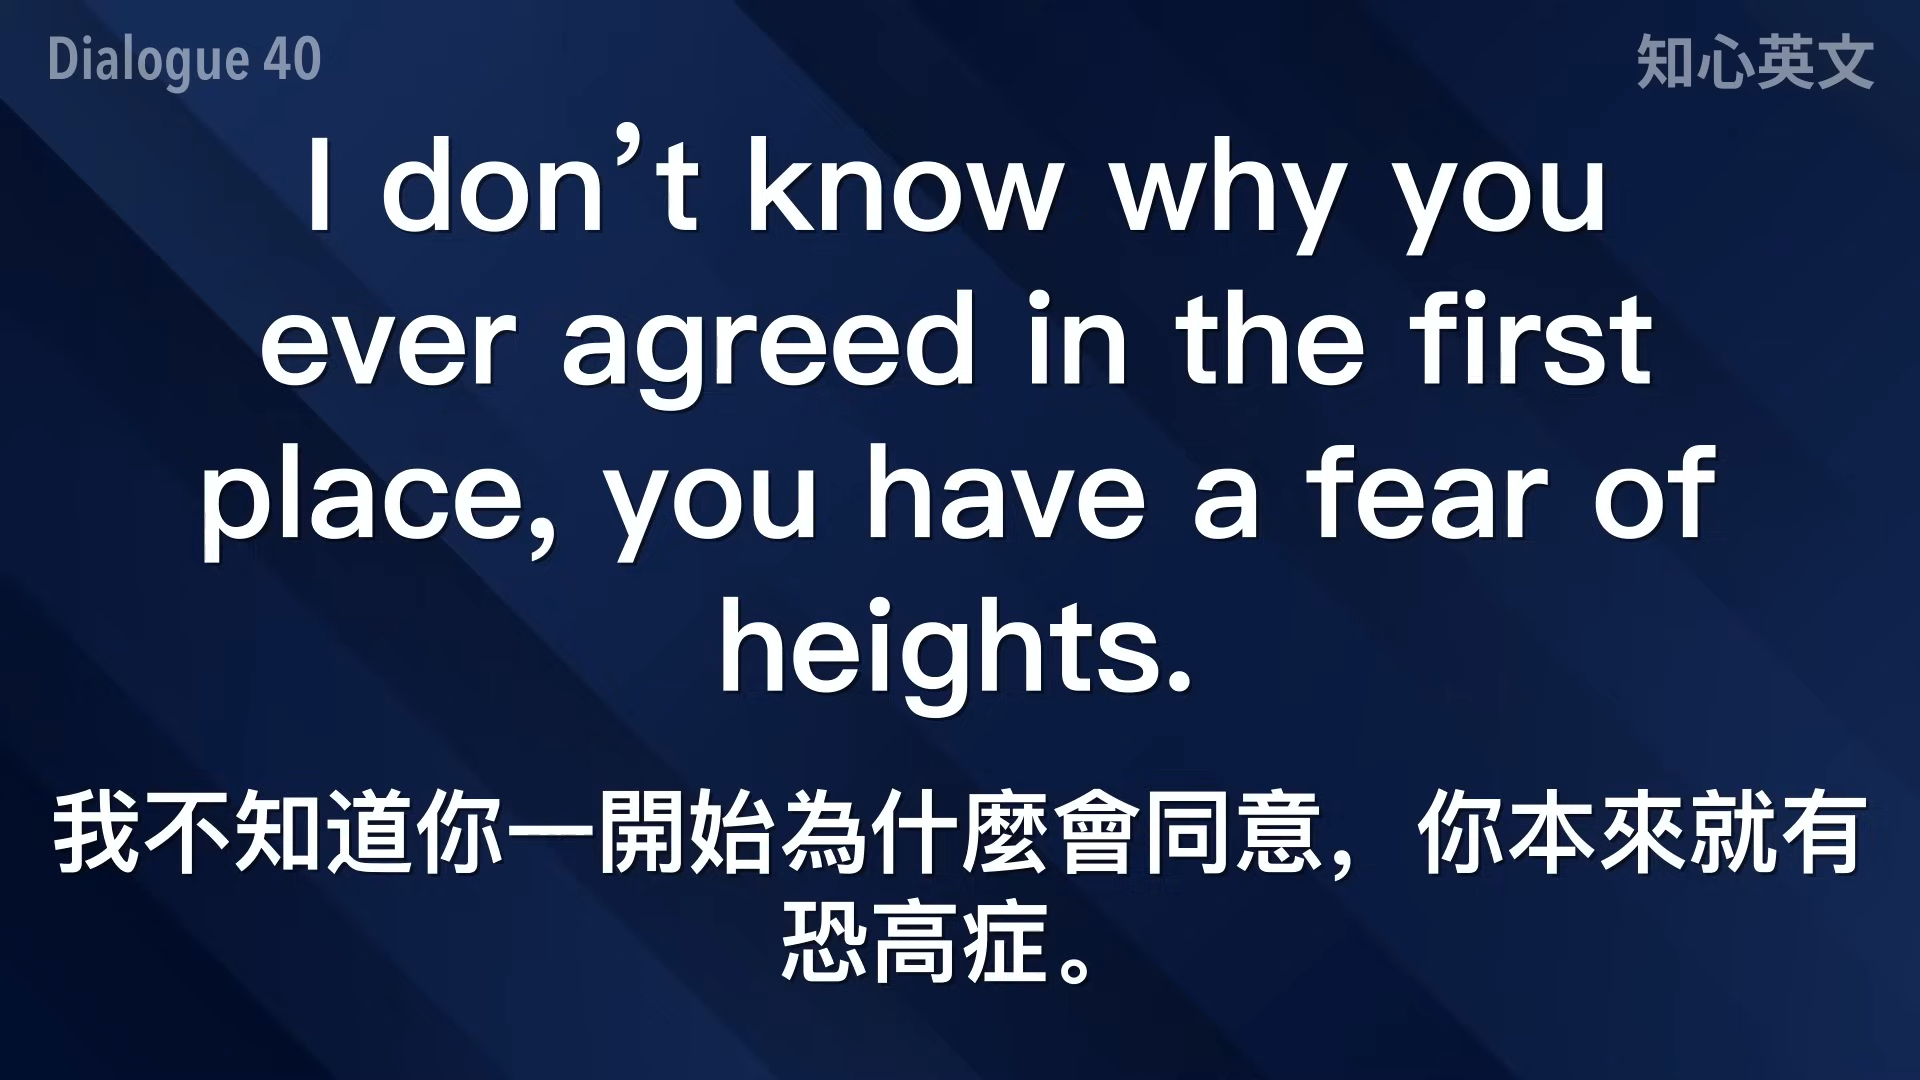 Dialogue 40
知心英文
I don’t know why you
ever agreed in the first
place, you have a fear of
heights.
我不知道你一開始為什麼會同意，你本來就有
恐高症。